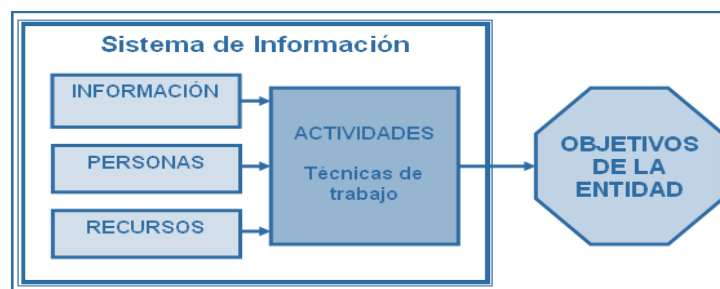 Sistema de Información
INFORMACIÓN
PERSONAS
RECURSOS
ACTIVIDADES
Técnicas de
trabajo
OBJETIVOS
DE LA
ENTIDAD